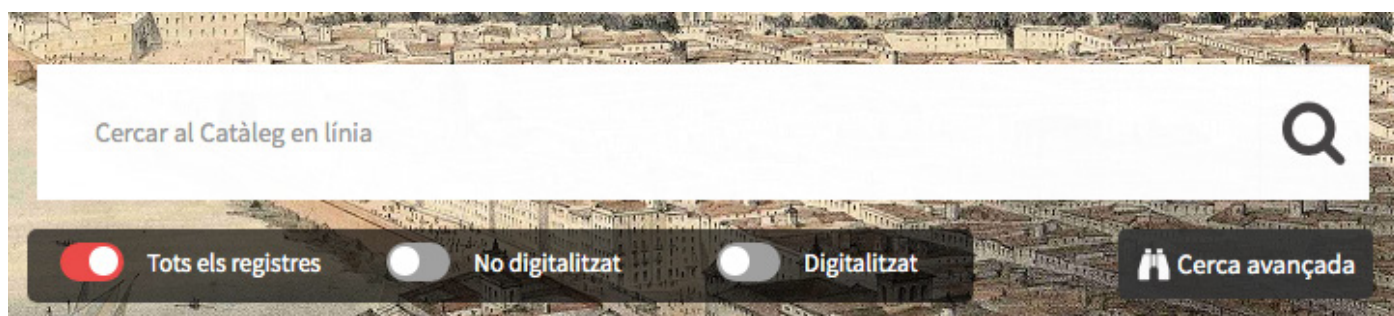 Cercar al Catàleg en línia
Tots els registres No digitalitzat Digitalitzat Cerca avançada